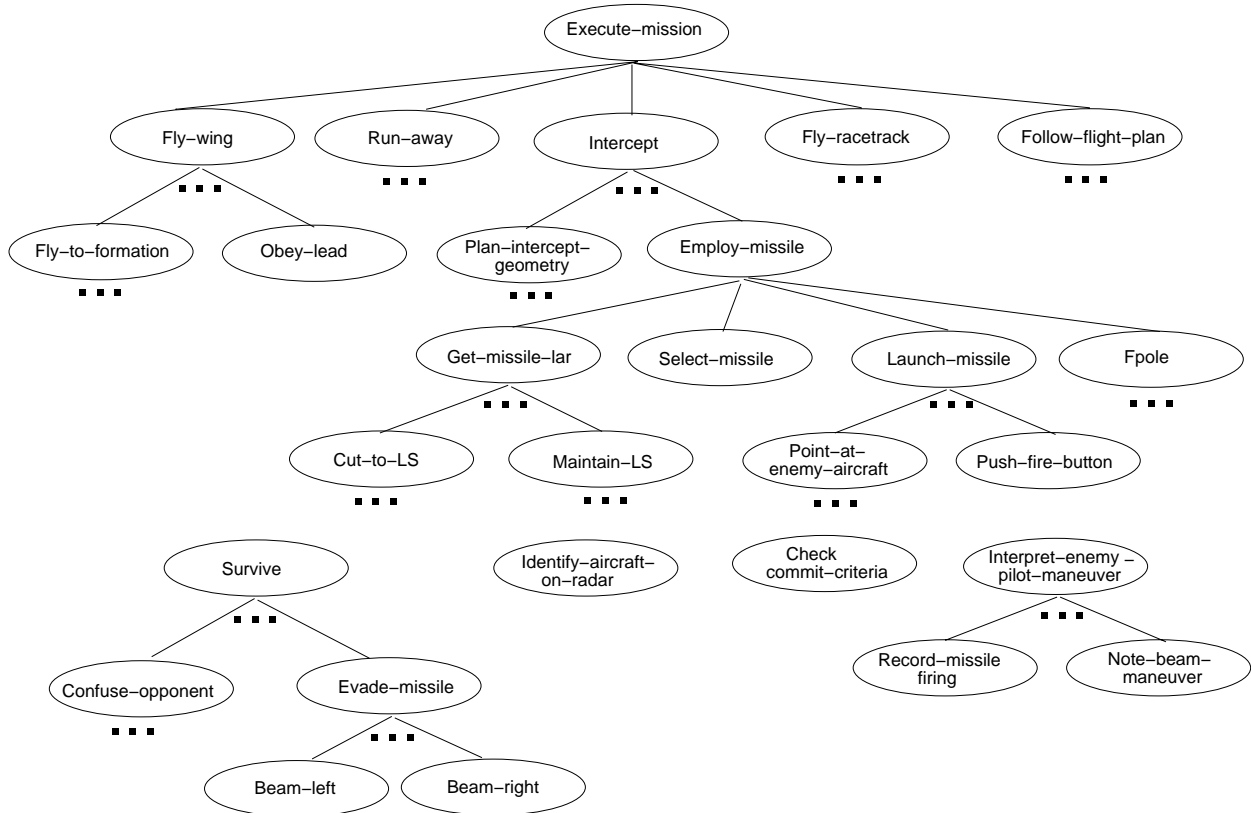 Execute−mission
Fly−wing
Run−away
Intercept
Fly−racetrack
Follow−flight−plan
Fly−to−formation
Obey−lead
Plan−intercept−
geometry
Employ−missile
Get−missile−lar
Select−missile
Launch−missile
Fpole
Cut−to−LS
Maintain−LS
Point−at−
enemy−aircraft
Push−fire−button
Survive
Identify−aircraft−
on−radar
Check
commit−criteria
Interpret−enemy −
pilot−maneuver
Confuse−opponent
Evade−missile
Record−missile
firing
Note−beam−
maneuver
Beam−left
Beam−right